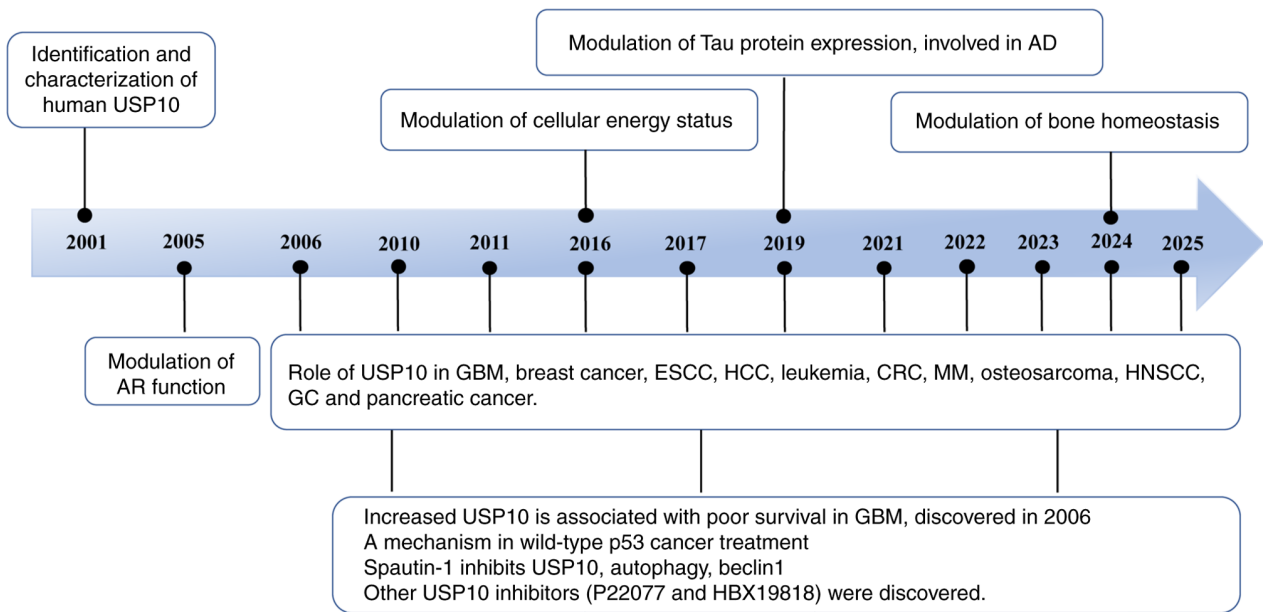 Modulation of Tau protein expression, involved in AD
Identification and
characterization of
human USP10
Modulation of cellular energy status
Modulation of bone homeostasis
2001 2005 2006 2010 2011 2016 2017 2019 2021 2022 2023 2024 2025
Modulation of
AR function
Role of USP10 in GBM, breast cancer, ESCC, HCC, leukemia, CRC, MM, osteosarcoma, HNSCC,
GC and pancreatic cancer.
Increased USP10 is associated with poor survival in GBM, discovered in 2006
A mechanism in wild-type p53 cancer treatment
Spautin-1 inhibits USP10, autophagy, beclin1
Other USP10 inhibitors (P22077 and HBX19818) were discovered.